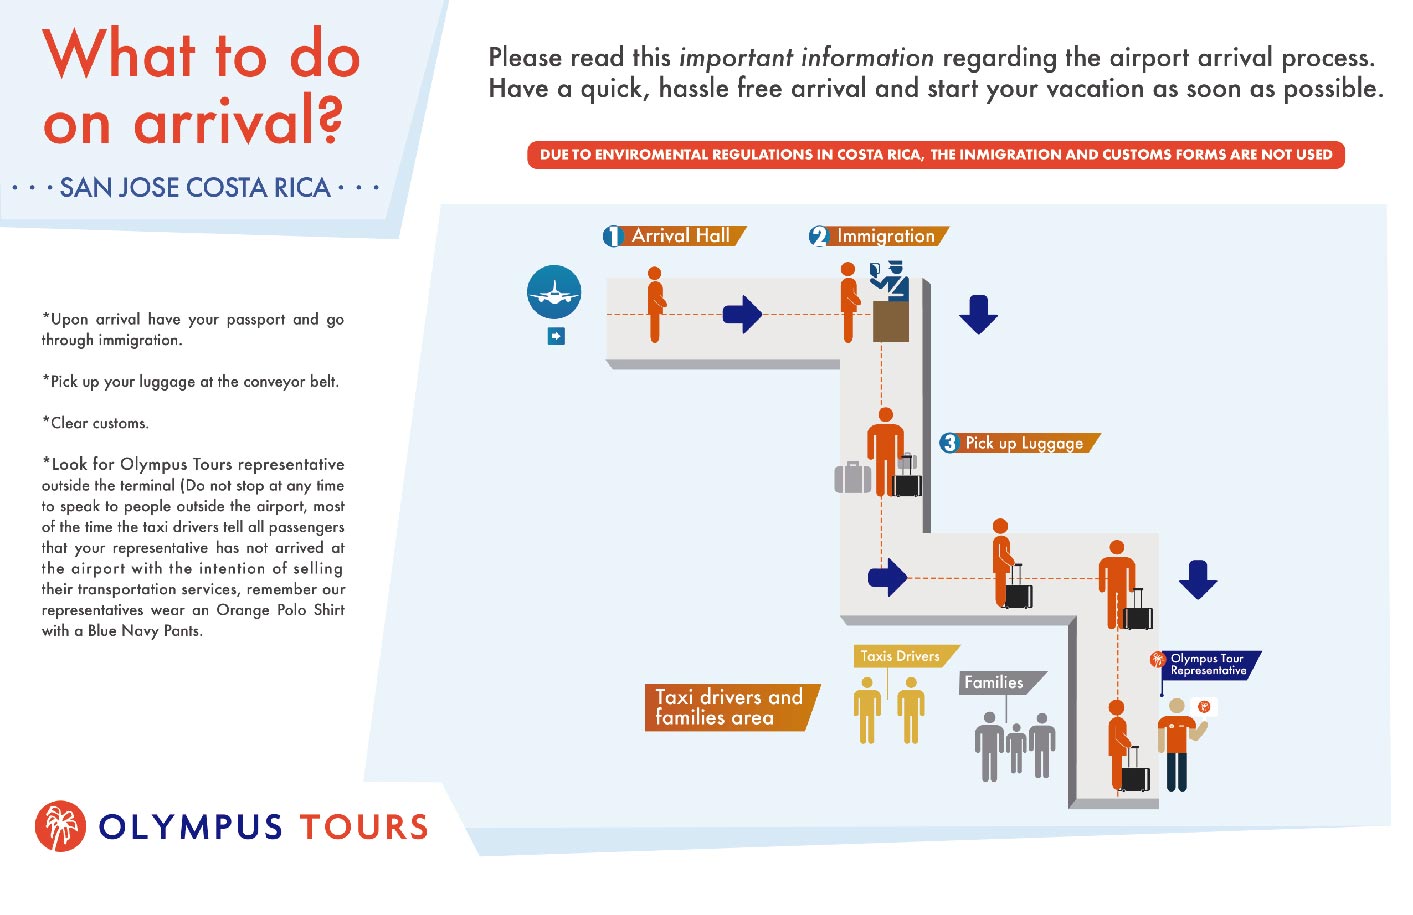 What to do
on arrival?
· · · SAN JOSE COSTA RICA · · ·
Please read this important information regarding the airport arrival process.
Have a quick, hassle free arrival and start your vacation as soon as possible.
DUE TO ENVIROMENTAL REGULATIONS IN COSTA RICA, THE INMIGRATION AND CUSTOMS FORMS ARE NOT USED
*Upon arrival have your passport and go
through immigration.
*Pick up your luggage at the conveyor belt.
*Clear customs.
*Look for Olympus Tours representative
outside the terminal (Do not stop at any time
to speak to people outside the airport, most
of the time the taxi drivers tell all passengers
that your representative has not arrived at
the airport with the intention of selling
their transportation services, remember our
representatives wear an Orange Polo Shirt
with a Blue Navy Pants.
1 Arrival Hall
2 Immigration
3 Pick up Luggage
Taxis Drivers
Families
Taxi drivers and
families area
Olympus Tour
Representative
OLYMPUS TOURS